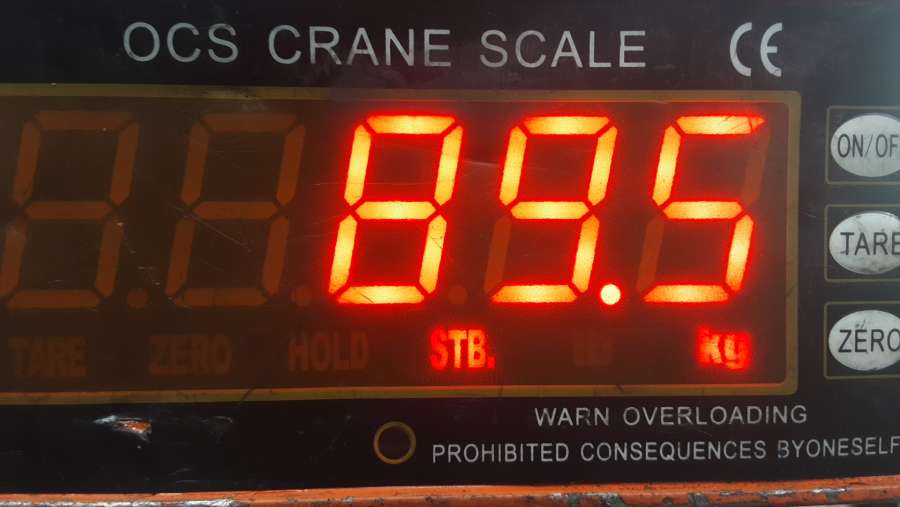 OCS CRANE SCALE CE
89.5
ON/OF
TARE
ZERO
TARE ZERO HOLD STB. lb kg
WARN OVERLOADING
PROHIBITED CONSEQUENCES BYONESELF